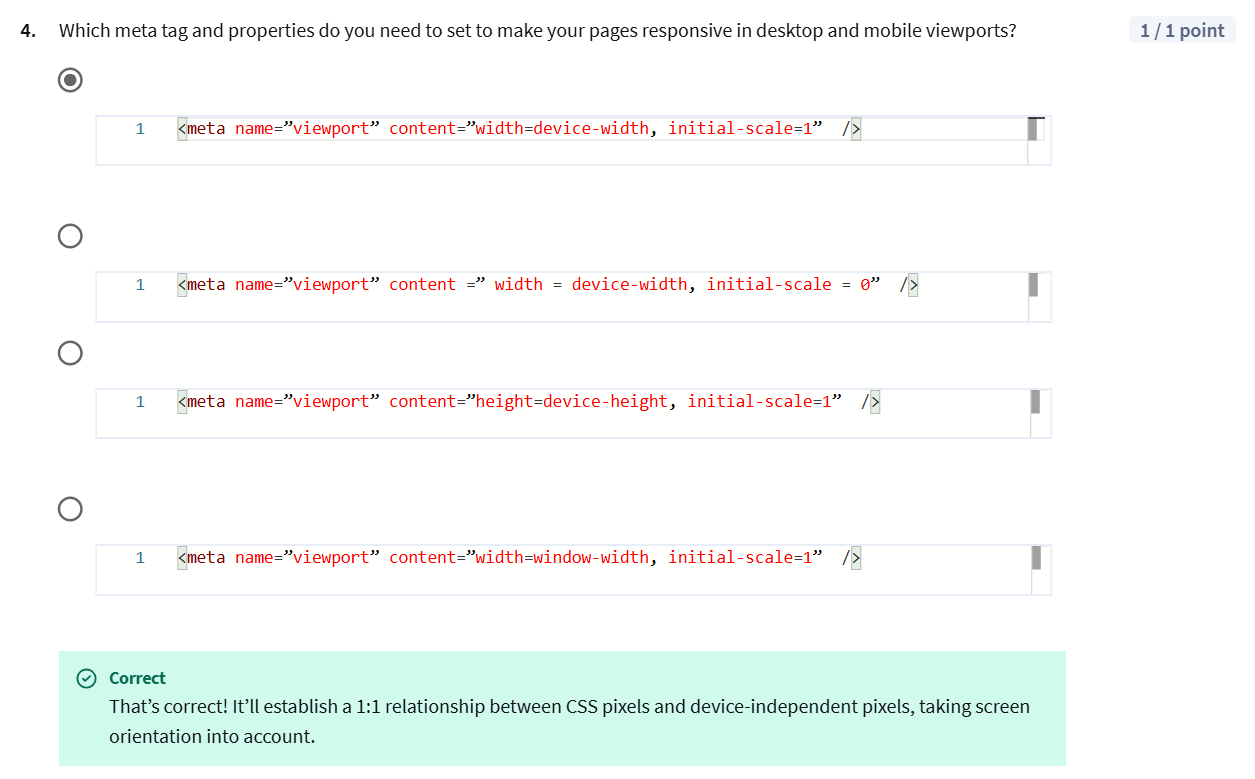 4. Which meta tag and properties do you need to set to make your pages responsive in desktop and mobile viewports? 1 / 1 point
1 <meta name=”viewport” content=”width=device-width, initial-scale=1” />
1 <meta name=”viewport” content =” width = device-width, initial-scale = 0” />
1 <meta name=”viewport” content=”height=device-height, initial-scale=1” />
1 <meta name=”viewport” content=”width=window-width, initial-scale=1” />
Correct
That’s correct! It’ll establish a 1:1 relationship between CSS pixels and device-independent pixels, taking screen
orientation into account.